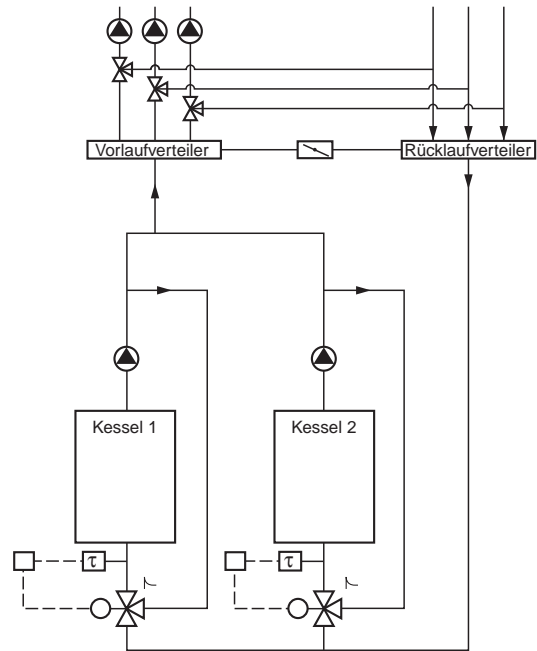 Vorlaufverteiler
Rücklaufverteiler
Kessel 1
Kessel 2
τ
τ